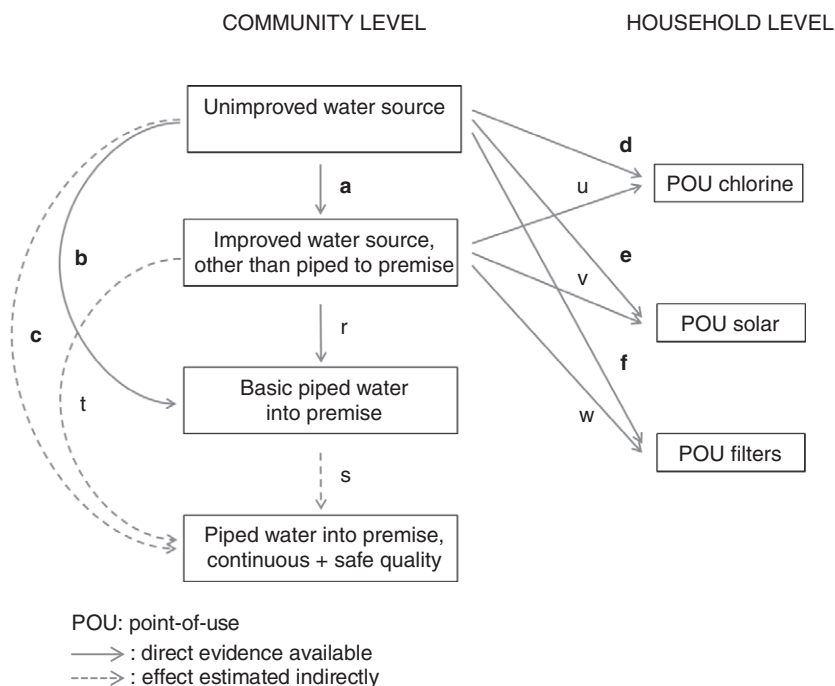 COMMUNITY LEVEL
HOUSEHOLD LEVEL
Unimproved water source
d
POU chlorine
u
a
Improved water source,
other than piped to premise
b
e
v
POU solar
c
r
f
t
Basic piped water
into premise
w
POU filters
s
Piped water into premise,
continuous + safe quality
POU: point-of-use
: direct evidence available
: effect estimated indirectly